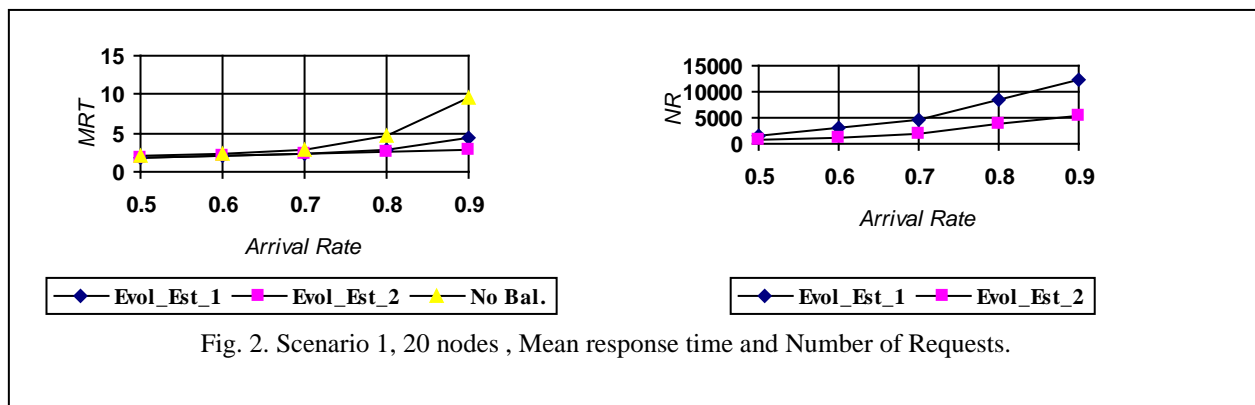 15
10
5
0
MRT
0.5 0.6 0.7 0.8 0.9
Arrival Rate
Evol_Est_1 Evol_Est_2 No Bal.
15000
10000
5000
0
NR
0.5 0.6 0.7 0.8 0.9
Arrival Rate
Evol_Est_1 Evol_Est_2
Fig. 2. Scenario 1, 20 nodes , Mean response time and Number of Requests.